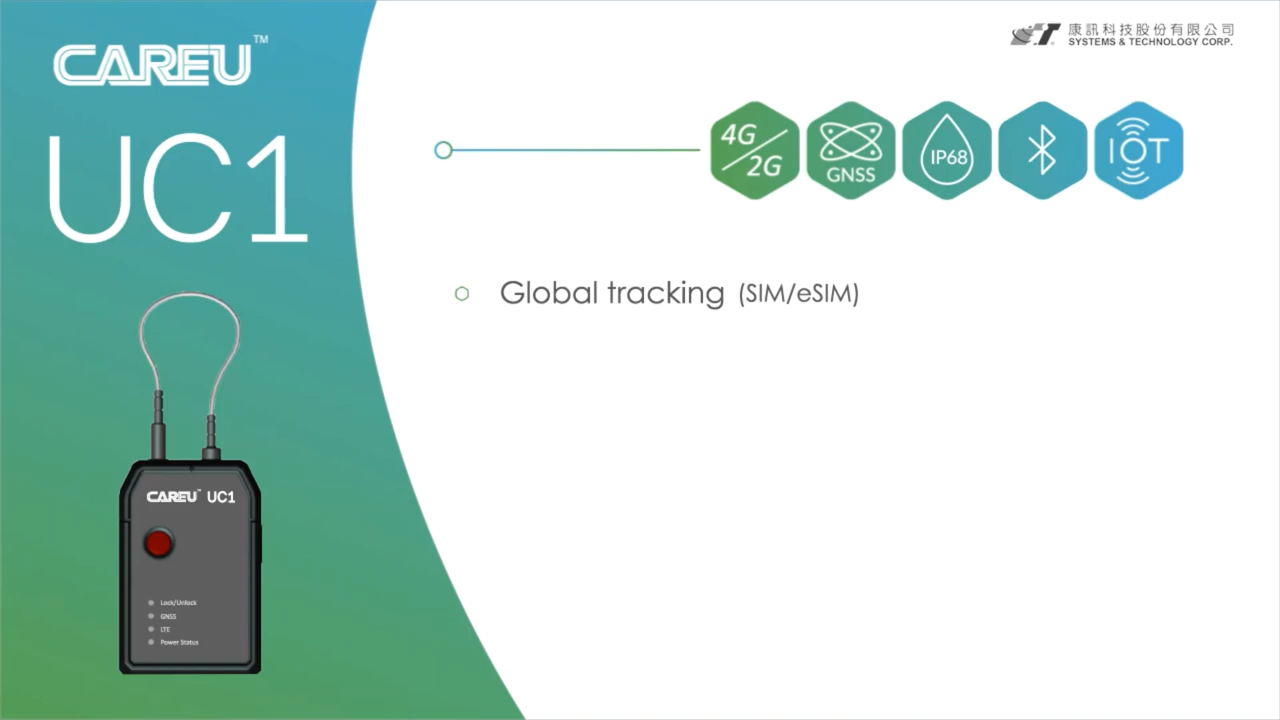 CAREU™
UC1
康訊科技股份有限公司
SYSTEMS & TECHNOLOGY CORP.
4G/2G
GNSS
IP68
IOT
Global tracking (SIM/eSIM)
CAREU™ UC1
Lock/Unlock
GNSS
LTE
Power Status